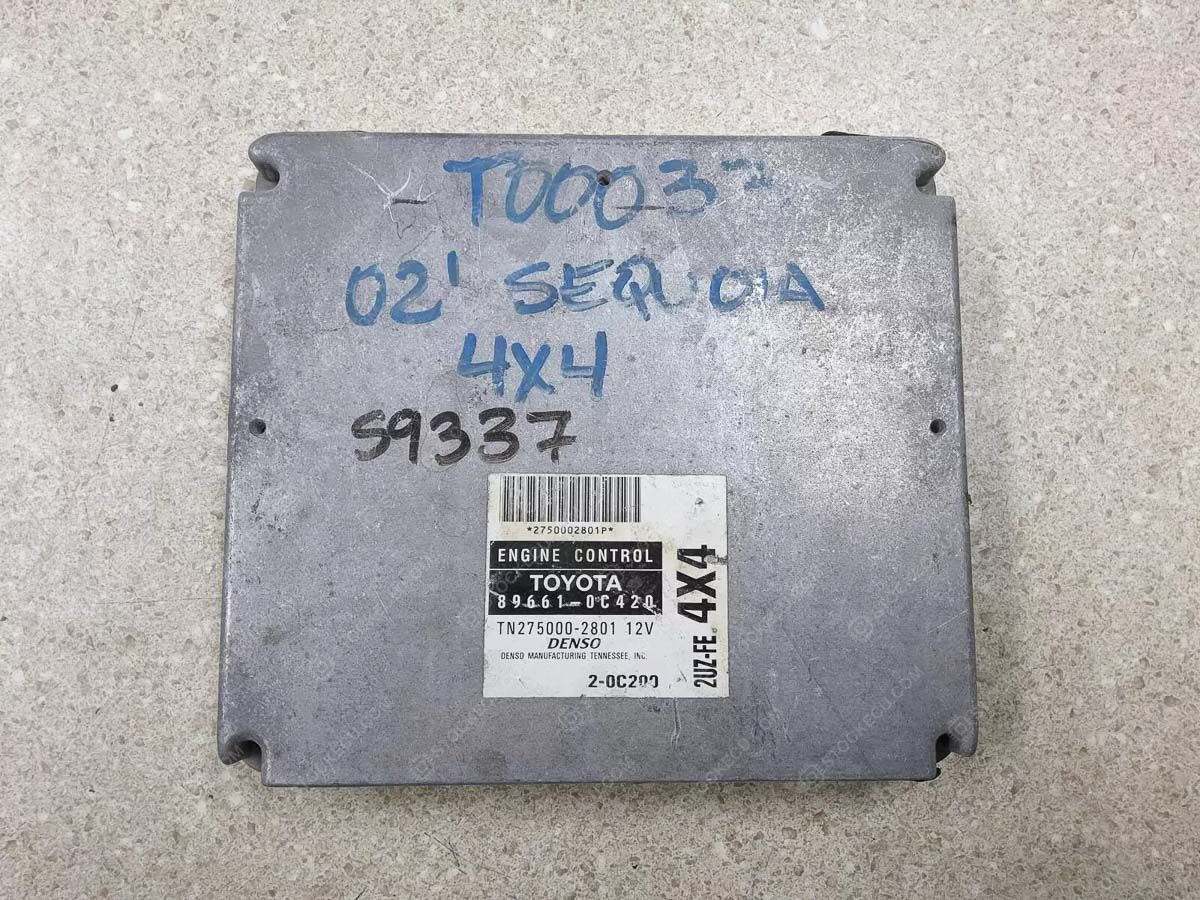 T00037
02' SEQUOIA
4X4
S9337
*2750002801P*
ENGINE CONTROL
TOYOTA
89661-0C420
TN275000-2801 12V
DENSO
DENSO MANUFACTURING TENNESSEE, INC.
2-0C200
2UZ-FE 4X4